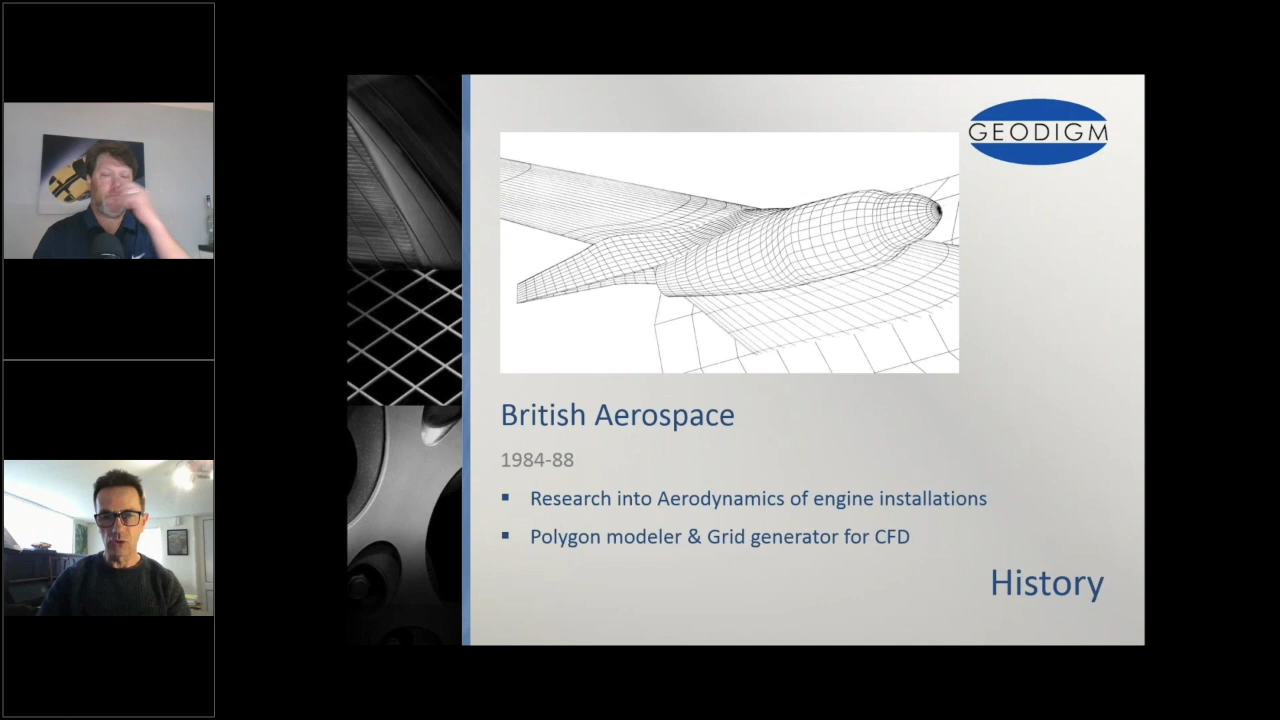 GEODIGM
British Aerospace
1984-88
Research into Aerodynamics of engine installations
Polygon modeler & Grid generator for CFD
History